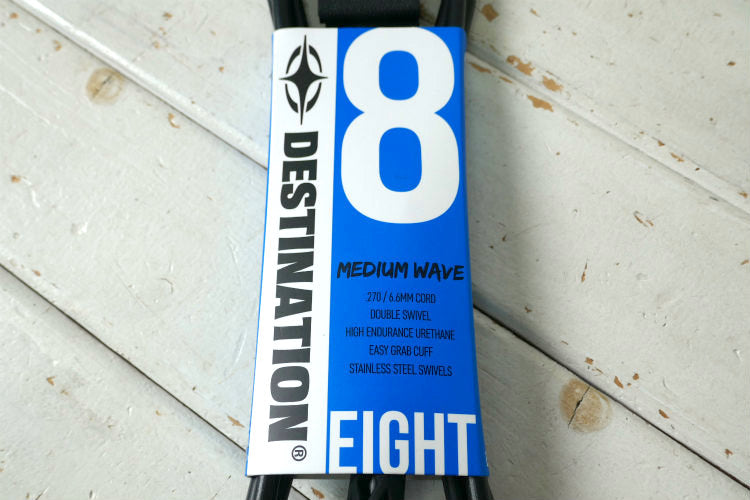 DESTINATION®
8
MEDIUM WAVE
.270 / 6.6MM CORD
DOUBLE SWIVEL
HIGH ENDURANCE URETHANE
EASY GRAB CUFF
STAINLESS STEEL SWIVELS
EIGHT